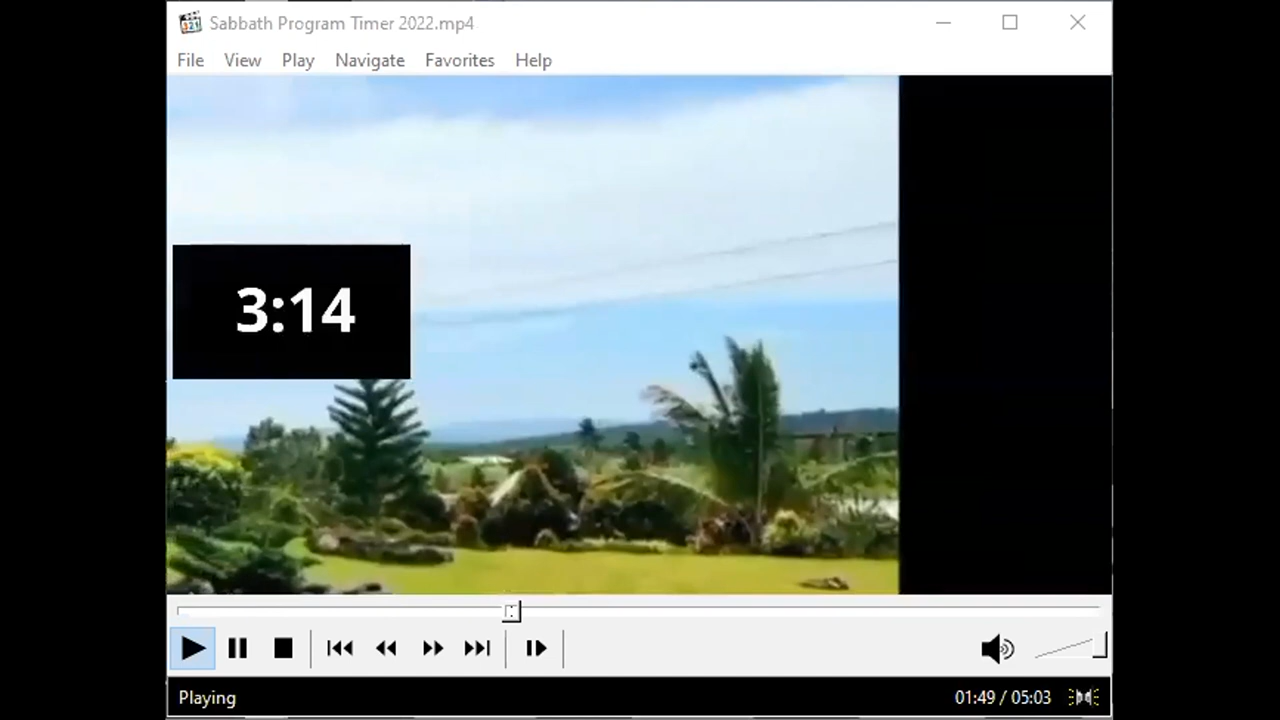 Sabbath Program Timer 2022.mp4
File View Play Navigate Favorites Help
3:14
Playing
01:49 / 05:03